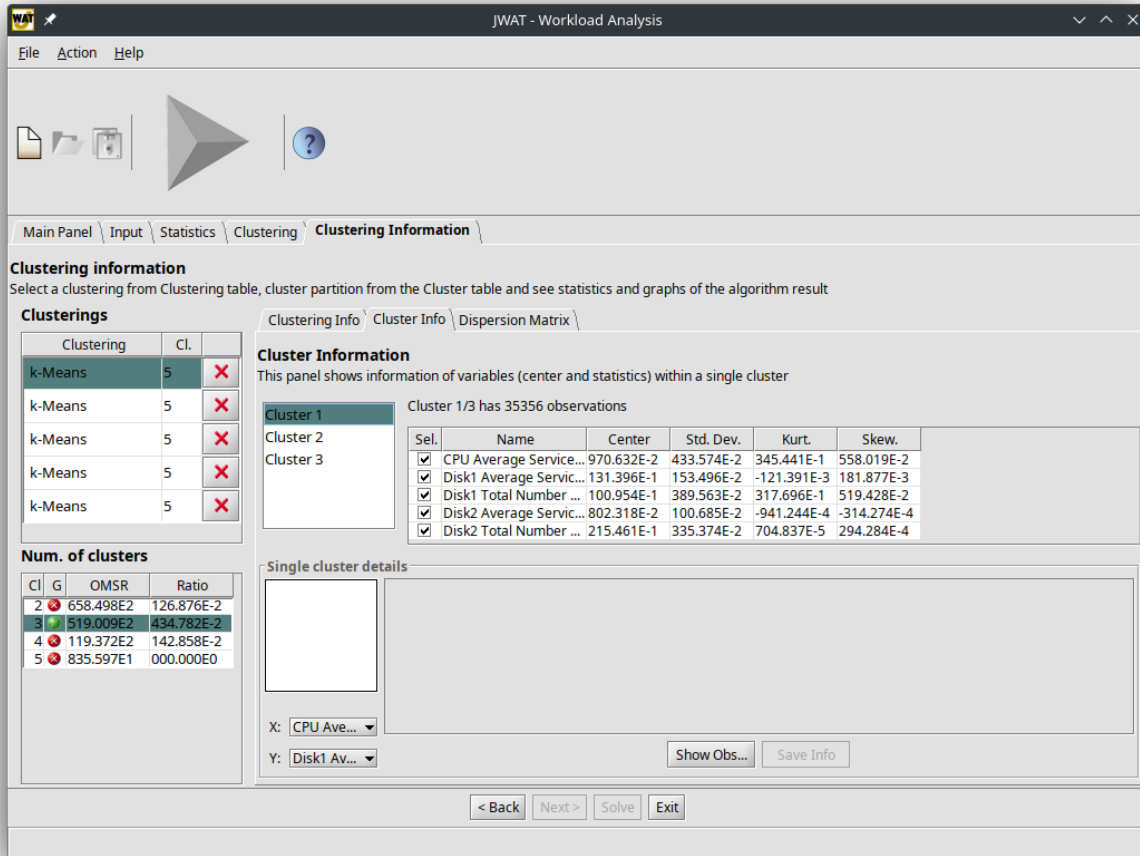 WAT
JWAT - Workload Analysis
File Action Help
?
Main Panel Input Statistics Clustering Clustering Information
Clustering information
Select a clustering from Clustering table, cluster partition from the Cluster table and see statistics and graphs of the algorithm result
Clusterings
Clustering Cl.
k-Means 5
k-Means 5
k-Means 5
k-Means 5
k-Means 5
Num. of clusters
Cl G OMSR Ratio
2 658.498E2 126.876E-2
3 519.009E2 434.782E-2
4 119.372E2 142.858E-2
5 835.597E1 000.000E0
Clustering Info Cluster Info Dispersion Matrix
Cluster Information
This panel shows information of variables (center and statistics) within a single cluster
Cluster 1
Cluster 2
Cluster 3
Cluster 1/3 has 35356 observations
Sel. Name Center Std. Dev. Kurt. Skew.
CPU Average Service... 970.632E-2 433.574E-2 345.441E-1 558.019E-2
Disk1 Average Servic... 131.396E-1 153.496E-2 -121.391E-3 181.877E-3
Disk1 Total Number ... 100.954E-1 389.563E-2 317.696E-1 519.428E-2
Disk2 Average Servic... 802.318E-2 100.685E-2 -941.244E-4 -314.274E-4
Disk2 Total Number ... 215.461E-1 335.374E-2 704.837E-5 294.284E-4
Single cluster details
X: CPU Ave...
Y: Disk1 Av...
Show Obs... Save Info
< Back Next > Solve Exit